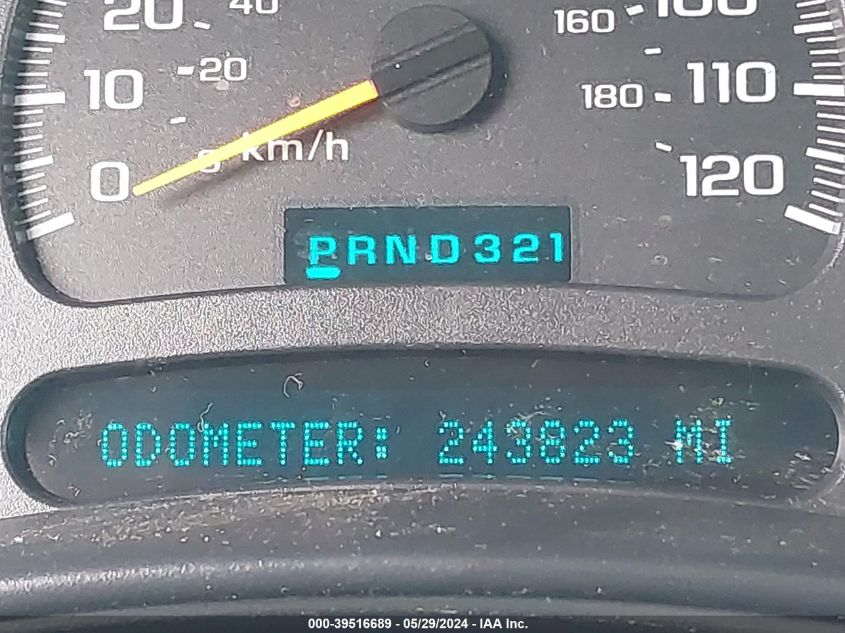 20 40 160 100
10 20 180 110
0 km/h 120
PRND321
ODOMETER: 243823 MI
000-39516689 - 05/29/2024 - IAA Inc.